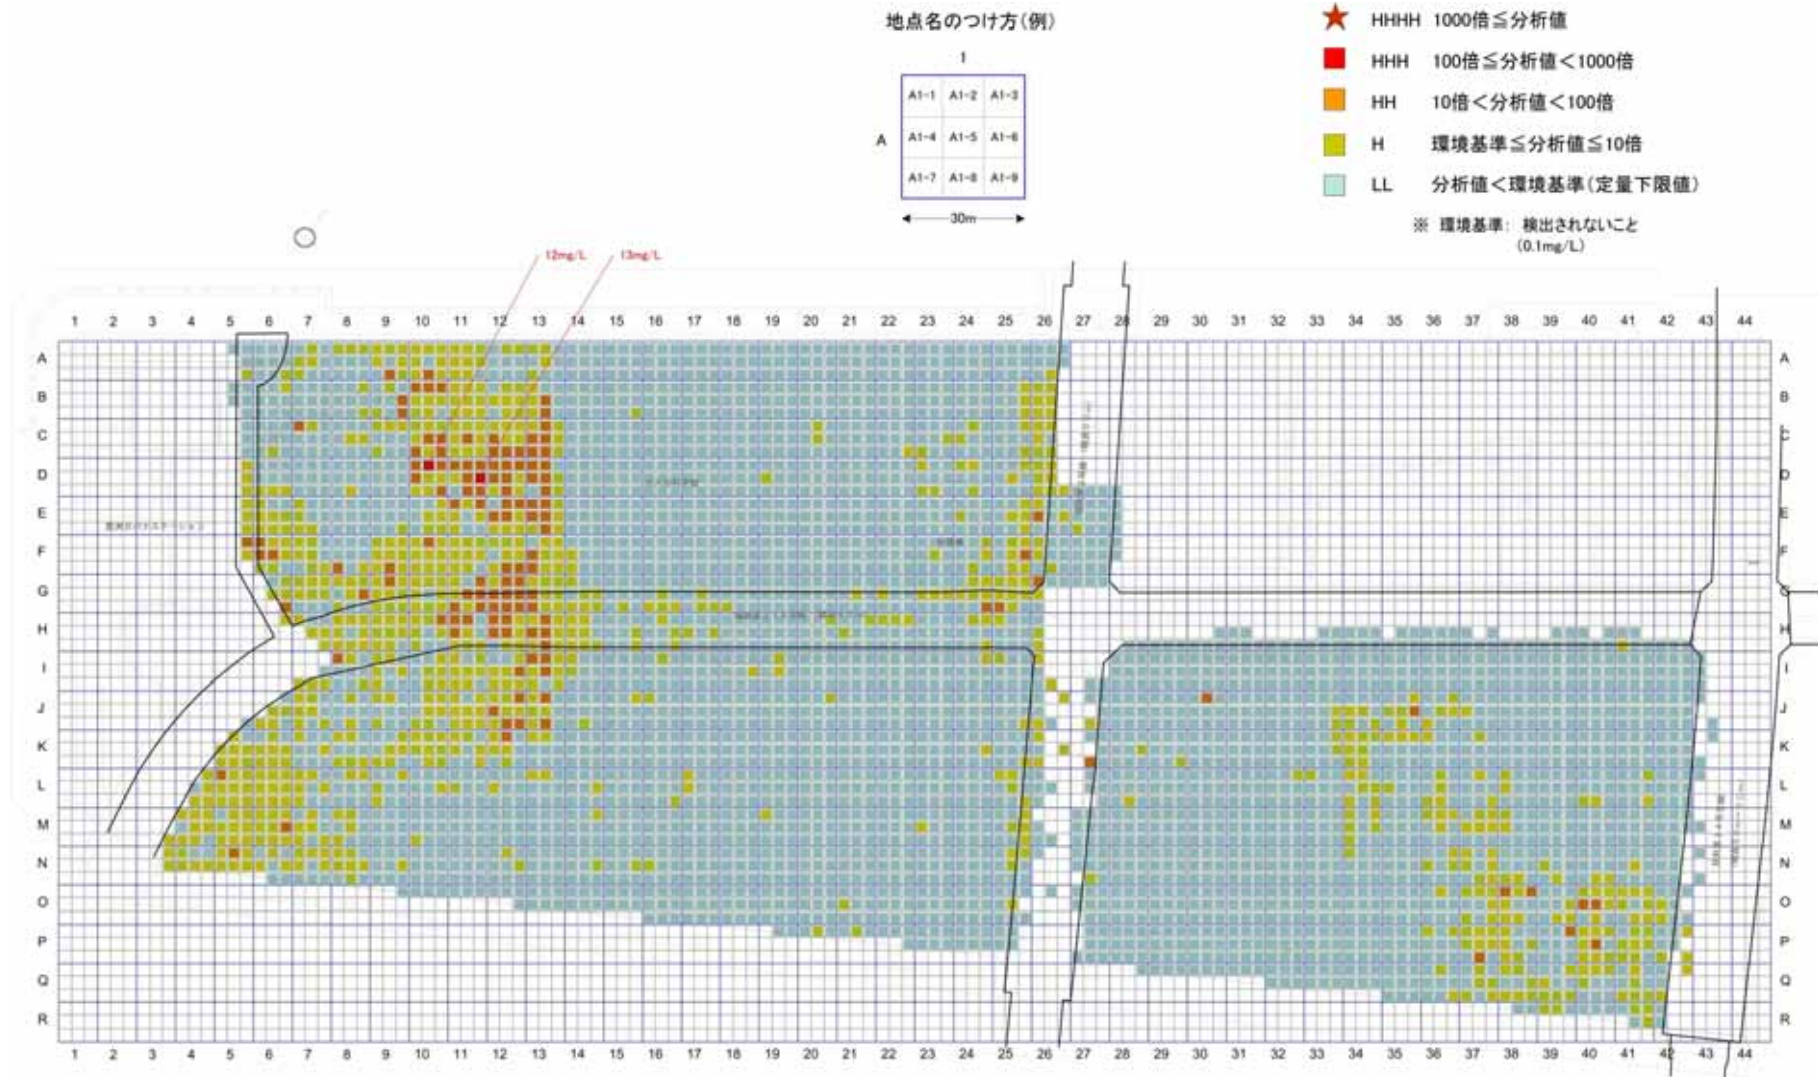 地点名のつけ方(例)
1
A1-1 A1-2 A1-3
A
A1-4 A1-5 A1-6
A1-7 A1-8 A1-9
30m
★ HHHH 1000倍≦分析値
HHH 100倍≦分析値<1000倍
HH 10倍<分析値<100倍
H 環境基準≦分析値≦10倍
LL 分析値<環境基準(定量下限値)
※ 環境基準: 検出されないこと
(0.1mg/L)
12mg/L 13mg/L
1 2 3 4 5 6 7 8 9 10 11 12 13 14 15 16 17 18 19 20 21 22 23 24 25 26 27 28 29 30 31 32 33 34 35 36 37 38 39 40 41 42 43 44
A A
B B
C C
D D
E E
F F
G G
H H
I I
J J
K K
L L
M M
N N
O O
P P
Q Q
R R
1 2 3 4 5 6 7 8 9 10 11 12 13 14 15 16 17 18 19 20 21 22 23 24 25 26 27 28 29 30 31 32 33 34 35 36 37 38 39 40 41 42 43 44